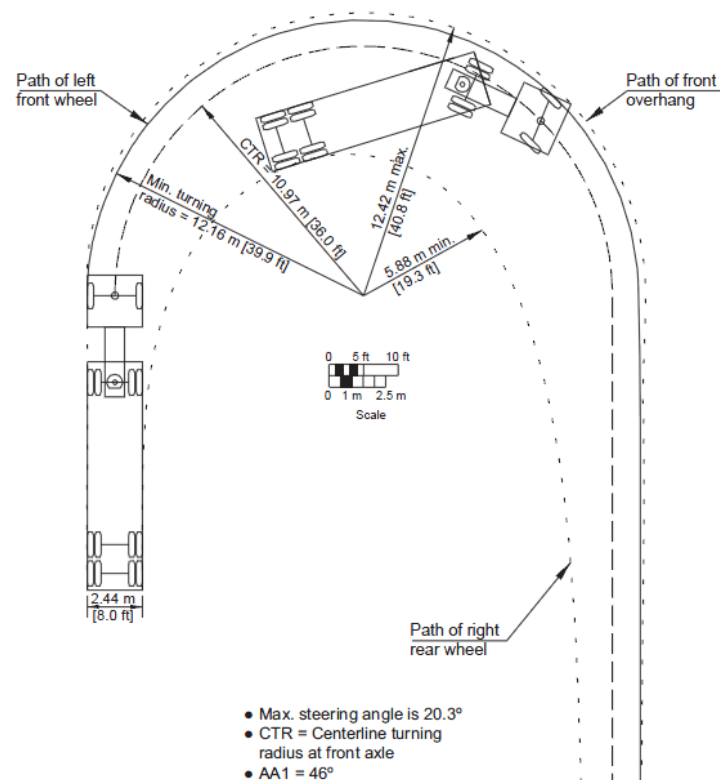 Path of left
front wheel
Path of front
overhang
CTR = 10.97 m [36.0 ft]
12.42 m max.
[40.8 ft]
Min. turning
radius = 12.16 m [39.9 ft]
5.88 m min.
[19.3 ft]
0 5 ft 10 ft
0 1 m 2.5 m
Scale
2.44 m
[8.0 ft]
Path of right
rear wheel
● Max. steering angle is 20.3º
● CTR = Centerline turning
radius at front axle
● AA1 = 46º